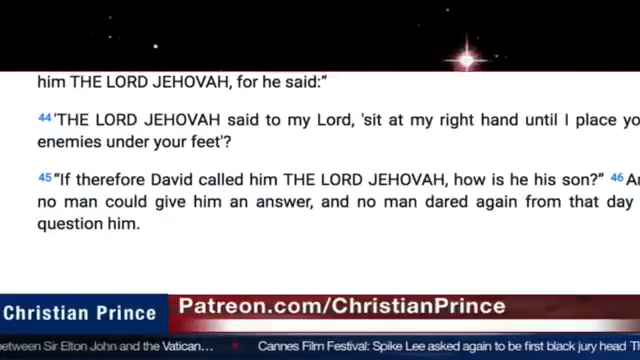 him THE LORD JEHOVAH, for he said:“
44 'THE LORD JEHOVAH said to my Lord, 'sit at my right hand until I place
enemies under your feet'?
45 “If therefore David called him THE LORD JEHOVAH, how is he his son?” 46
no man could give him an answer, and no man dared again from that day
question him.
Christian Prince
Patreon.com/ChristianPrince
between Sir Elton John and the Vatican...
Cannes Film Festival: Spike Lee asked again to be first black jury head